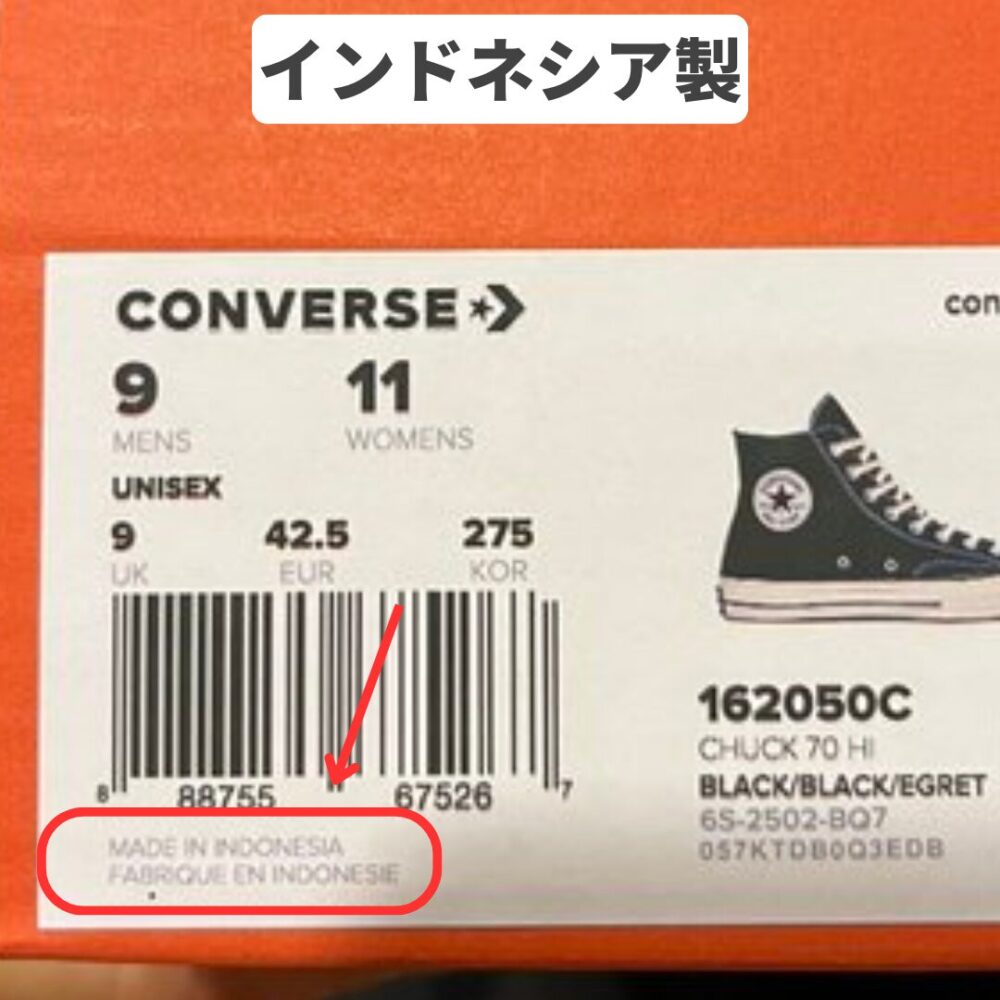 インドネシア製
CONVERSE
con
9 11
MENS WOMENS
UNISEX
9 42.5 275
UK EUR KOR
8 88755 67526 7
MADE IN INDONESIA
FABRIQUE EN INDONESIE
162050C
CHUCK 70 HI
BLACK/BLACK/EGRET
6S-2502-BQ7
057KTDB0Q3EDB